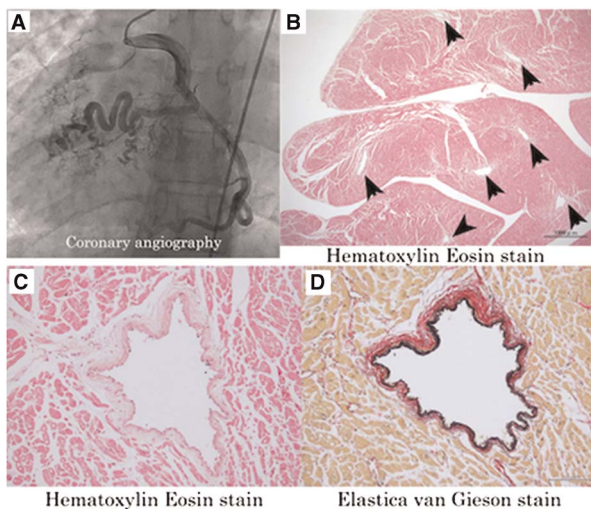 A
B
Coronary angiography
Hematoxylin Eosin stain
C
D
Hematoxylin Eosin stain
Elastica van Gieson stain